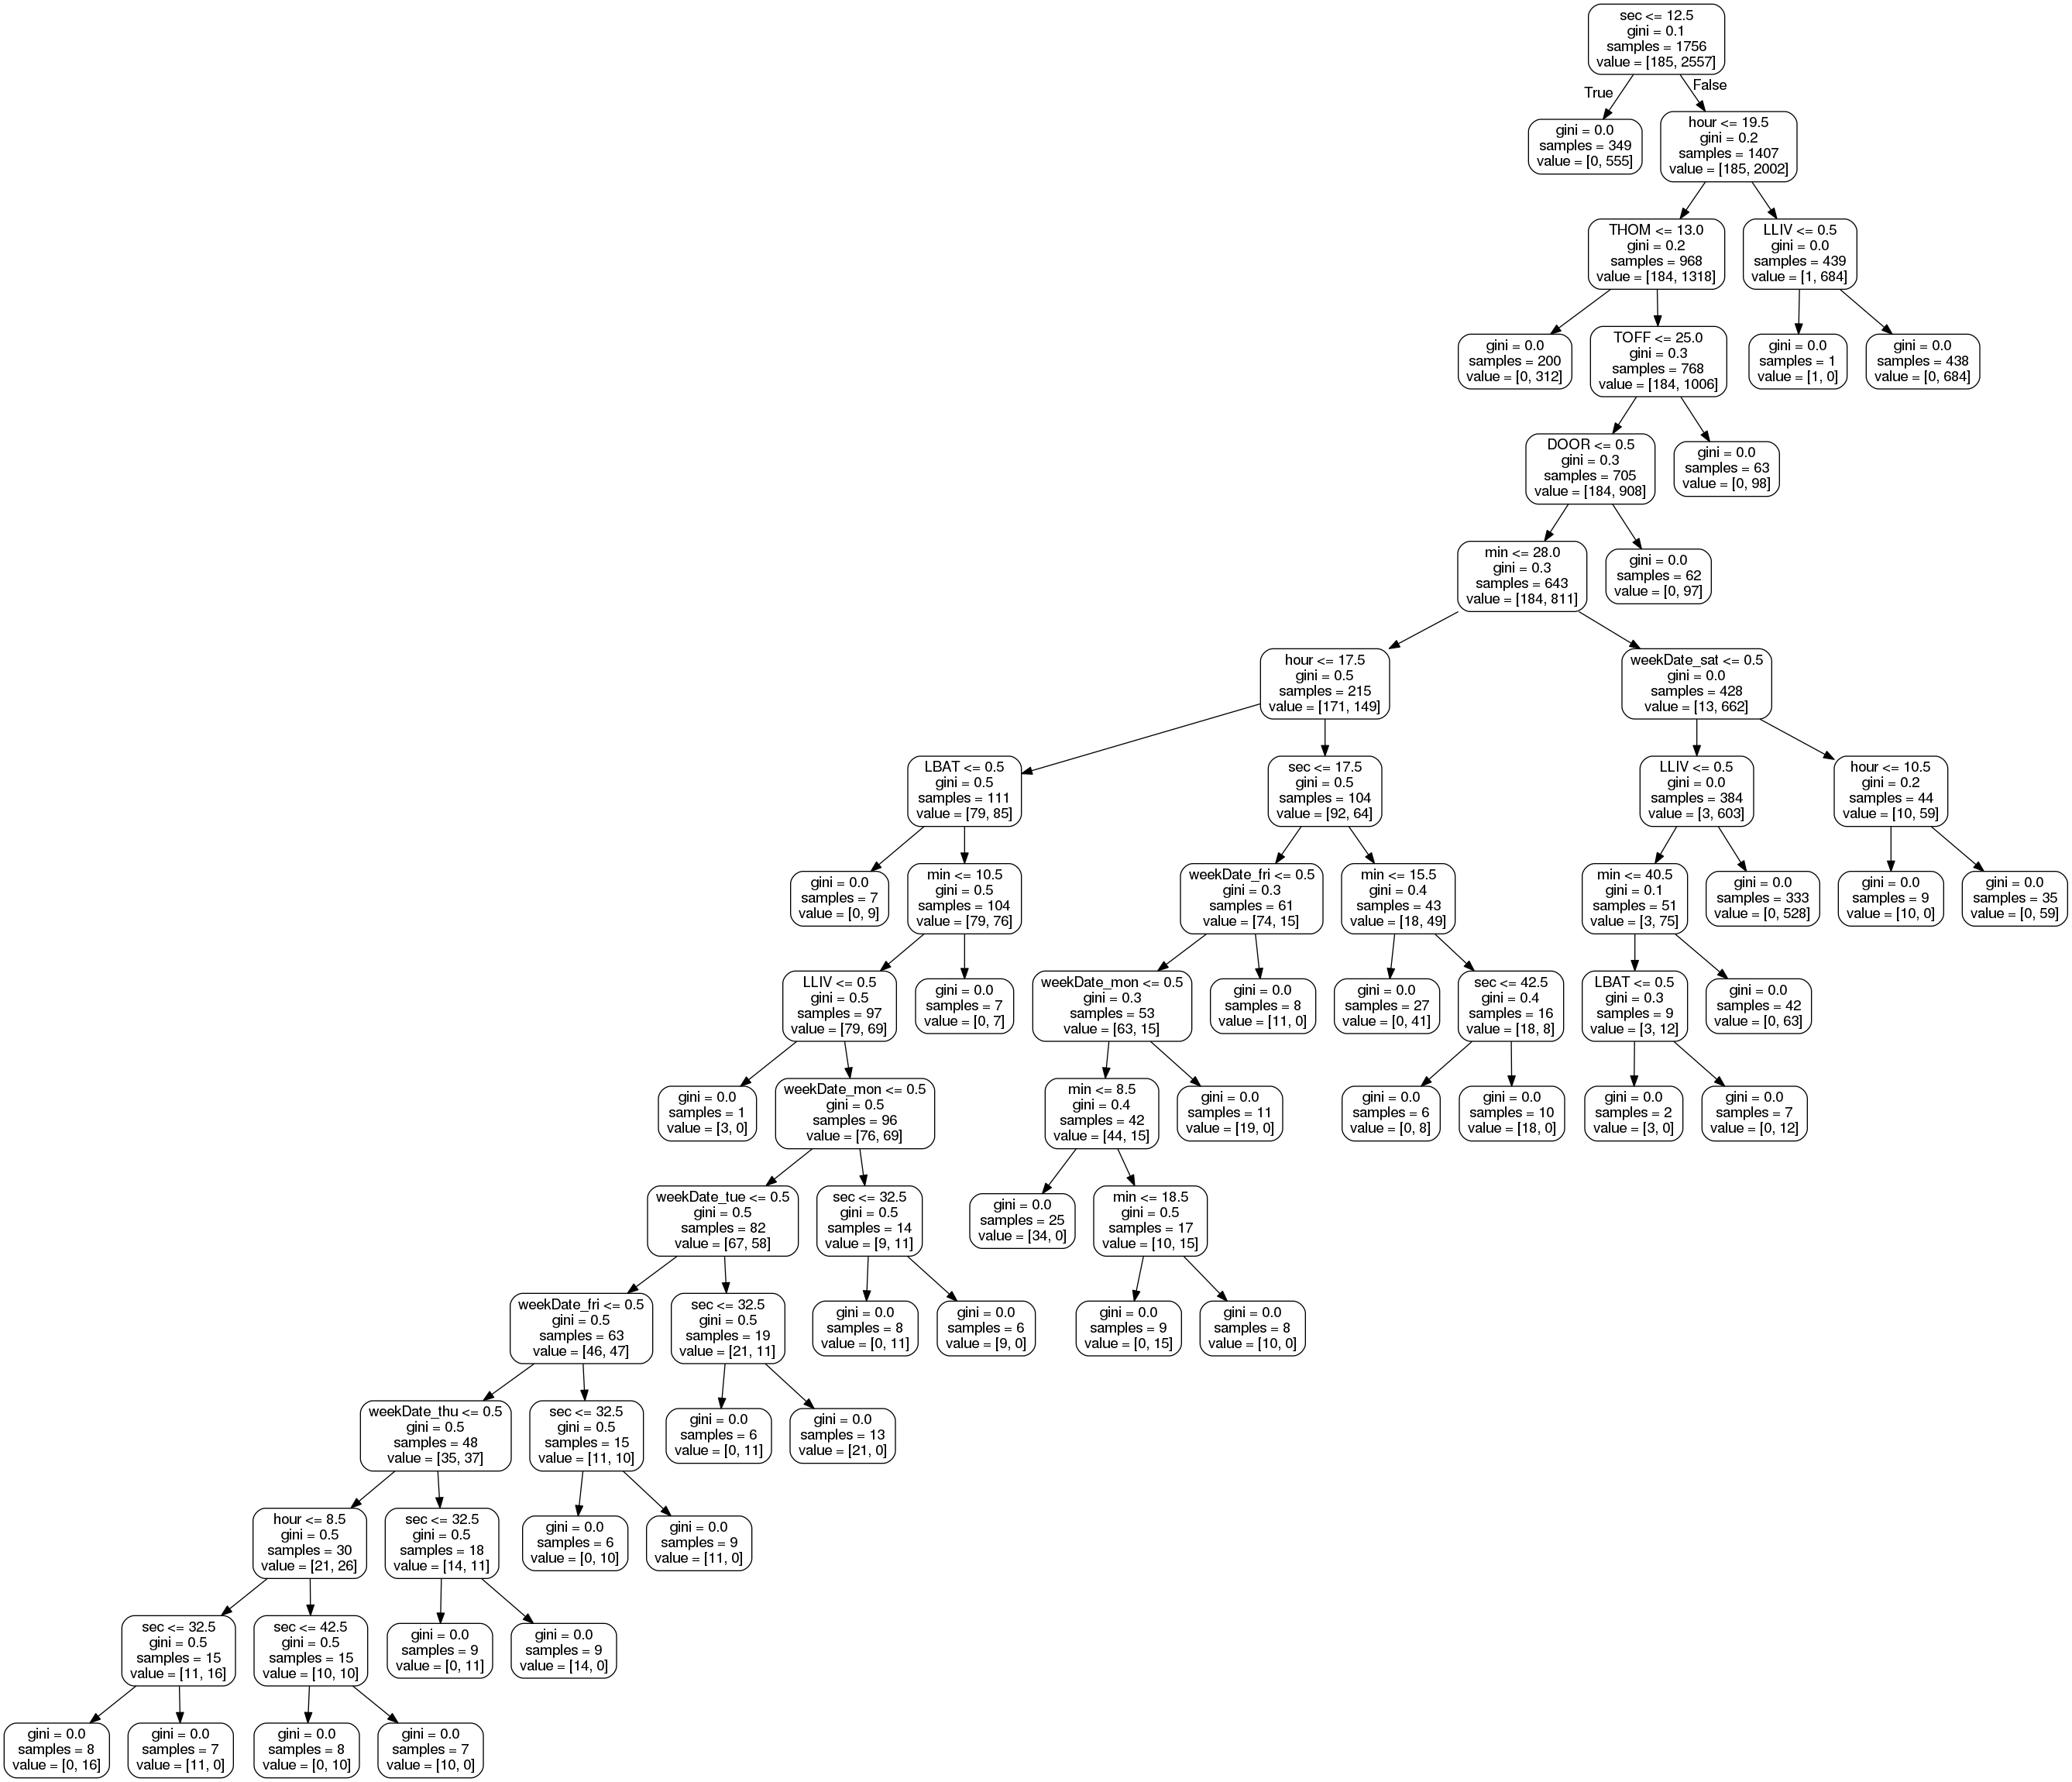 sec <= 12.5
gini = 0.1
samples = 1756
value = [185, 2557]
True
False
gini = 0.0
samples = 349
value = [0, 555]
hour <= 19.5
gini = 0.2
samples = 1407
value = [185, 2002]
THOM <= 13.0
gini = 0.2
samples = 968
value = [184, 1318]
LLIV <= 0.5
gini = 0.0
samples = 439
value = [1, 684]
gini = 0.0
samples = 200
value = [0, 312]
TOFF <= 25.0
gini = 0.3
samples = 768
value = [184, 1006]
gini = 0.0
samples = 1
value = [1, 0]
gini = 0.0
samples = 438
value = [0, 684]
DOOR <= 0.5
gini = 0.3
samples = 705
value = [184, 908]
gini = 0.0
samples = 63
value = [0, 98]
min <= 28.0
gini = 0.3
samples = 643
value = [184, 811]
gini = 0.0
samples = 62
value = [0, 97]
hour <= 17.5
gini = 0.5
samples = 215
value = [171, 149]
weekDate_sat <= 0.5
gini = 0.0
samples = 428
value = [13, 662]
LBAT <= 0.5
gini = 0.5
samples = 111
value = [79, 85]
sec <= 17.5
gini = 0.5
samples = 104
value = [92, 64]
LLIV <= 0.5
gini = 0.0
samples = 384
value = [3, 603]
hour <= 10.5
gini = 0.2
samples = 44
value = [10, 59]
gini = 0.0
samples = 7
value = [0, 9]
min <= 10.5
gini = 0.5
samples = 104
value = [79, 76]
weekDate_fri <= 0.5
gini = 0.3
samples = 61
value = [74, 15]
min <= 15.5
gini = 0.4
samples = 43
value = [18, 49]
min <= 40.5
gini = 0.1
samples = 51
value = [3, 75]
gini = 0.0
samples = 333
value = [0, 528]
gini = 0.0
samples = 9
value = [10, 0]
gini = 0.0
samples = 35
value = [0, 59]
LLIV <= 0.5
gini = 0.5
samples = 97
value = [79, 69]
gini = 0.0
samples = 7
value = [0, 7]
weekDate_mon <= 0.5
gini = 0.3
samples = 53
value = [63, 15]
gini = 0.0
samples = 8
value = [11, 0]
gini = 0.0
samples = 27
value = [0, 41]
sec <= 42.5
gini = 0.4
samples = 16
value = [18, 8]
LBAT <= 0.5
gini = 0.3
samples = 9
value = [3, 12]
gini = 0.0
samples = 42
value = [0, 63]
gini = 0.0
samples = 1
value = [3, 0]
weekDate_mon <= 0.5
gini = 0.5
samples = 96
value = [76, 69]
min <= 8.5
gini = 0.4
samples = 42
value = [44, 15]
gini = 0.0
samples = 11
value = [19, 0]
gini = 0.0
samples = 6
value = [0, 8]
gini = 0.0
samples = 10
value = [18, 0]
gini = 0.0
samples = 2
value = [3, 0]
gini = 0.0
samples = 7
value = [0, 12]
weekDate_tue <= 0.5
gini = 0.5
samples = 82
value = [67, 58]
sec <= 32.5
gini = 0.5
samples = 14
value = [9, 11]
gini = 0.0
samples = 25
value = [34, 0]
min <= 18.5
gini = 0.5
samples = 17
value = [10, 15]
weekDate_fri <= 0.5
gini = 0.5
samples = 63
value = [46, 47]
sec <= 32.5
gini = 0.5
samples = 19
value = [21, 11]
gini = 0.0
samples = 8
value = [0, 11]
gini = 0.0
samples = 6
value = [9, 0]
gini = 0.0
samples = 9
value = [0, 15]
gini = 0.0
samples = 8
value = [10, 0]
weekDate_thu <= 0.5
gini = 0.5
samples = 48
value = [35, 37]
sec <= 32.5
gini = 0.5
samples = 15
value = [11, 10]
gini = 0.0
samples = 6
value = [0, 11]
gini = 0.0
samples = 13
value = [21, 0]
hour <= 8.5
gini = 0.5
samples = 30
value = [21, 26]
sec <= 32.5
gini = 0.5
samples = 18
value = [14, 11]
gini = 0.0
samples = 6
value = [0, 10]
gini = 0.0
samples = 9
value = [11, 0]
sec <= 32.5
gini = 0.5
samples = 15
value = [11, 16]
sec <= 42.5
gini = 0.5
samples = 15
value = [10, 10]
gini = 0.0
samples = 9
value = [0, 11]
gini = 0.0
samples = 9
value = [14, 0]
gini = 0.0
samples = 8
value = [0, 16]
gini = 0.0
samples = 7
value = [11, 0]
gini = 0.0
samples = 8
value = [0, 10]
gini = 0.0
samples = 7
value = [10, 0]